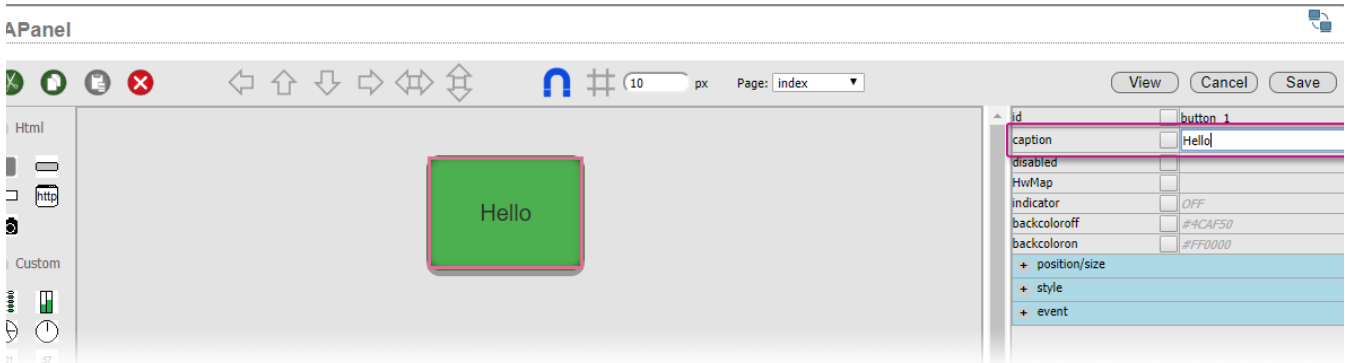 APanel
10 px Page: index View Cancel Save
Html
http
Custom
Hello
id button_1
caption Hello
disabled
HwMap
indicator OFF
backcoloroff #4CAF50
backcoloron #FF0000
+ position/size
+ style
+ event